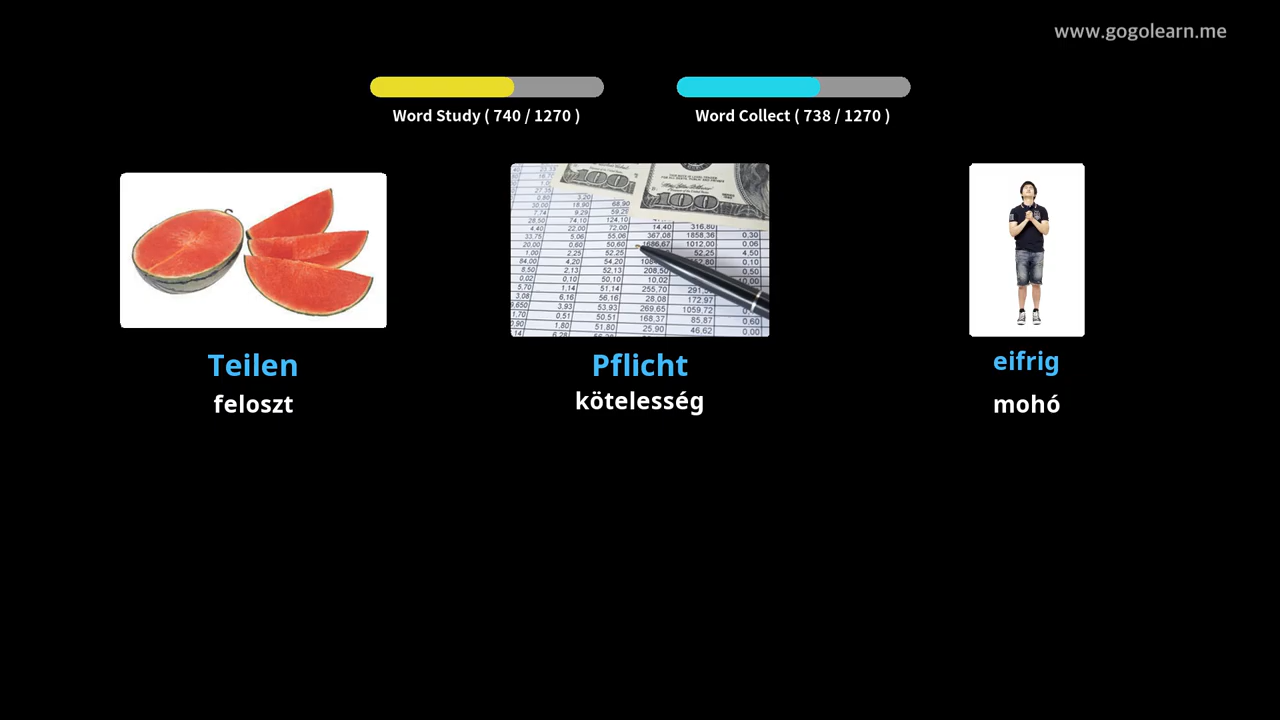 www.gogolearn.me
Word Study ( 740 / 1270 )
Word Collect ( 738 / 1270 )
Teilen
feloszt
Pflicht
kötelesség
eifrig
mohó